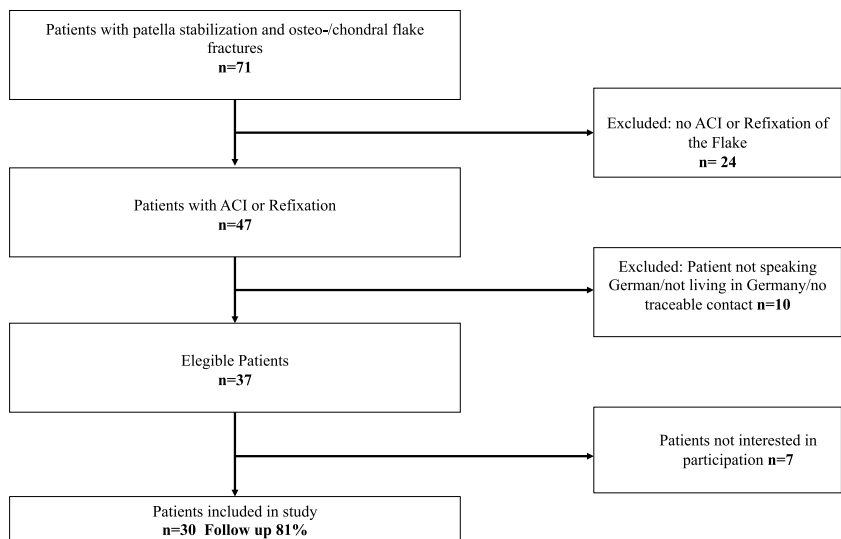 Patients with patella stabilization and osteo-/chondral flake
fractures
n=71
Excluded: no ACI or Refixation of
the Flake
n= 24
Patients with ACI or Refixation
n=47
Excluded: Patient not speaking
German/not living in Germany/no
traceable contact n=10
Elegible Patients
n=37
Patients not interested in
participation n=7
Patients included in study
n=30 Follow up 81%